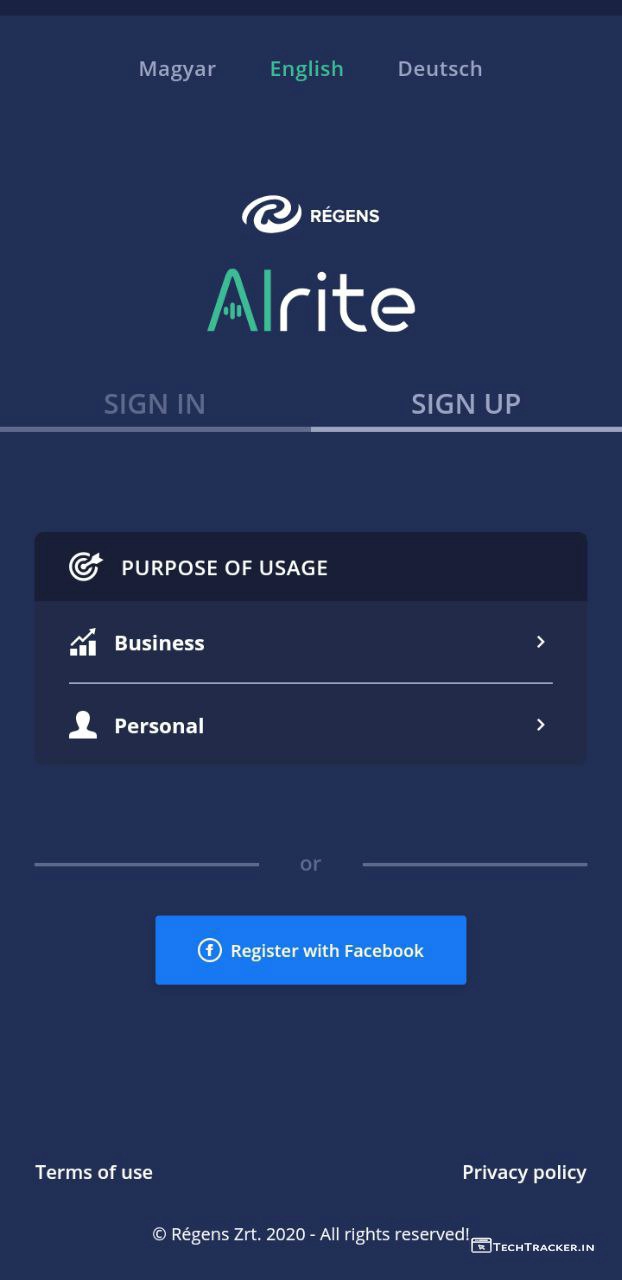 Magyar English Deutsch
RÉGENS
AIrite
SIGN IN SIGN UP
PURPOSE OF USAGE
Business
Personal
or
Register with Facebook
Terms of use Privacy policy
© Régens Zrt. 2020 - All rights reserved!
TECHTRACKER.IN